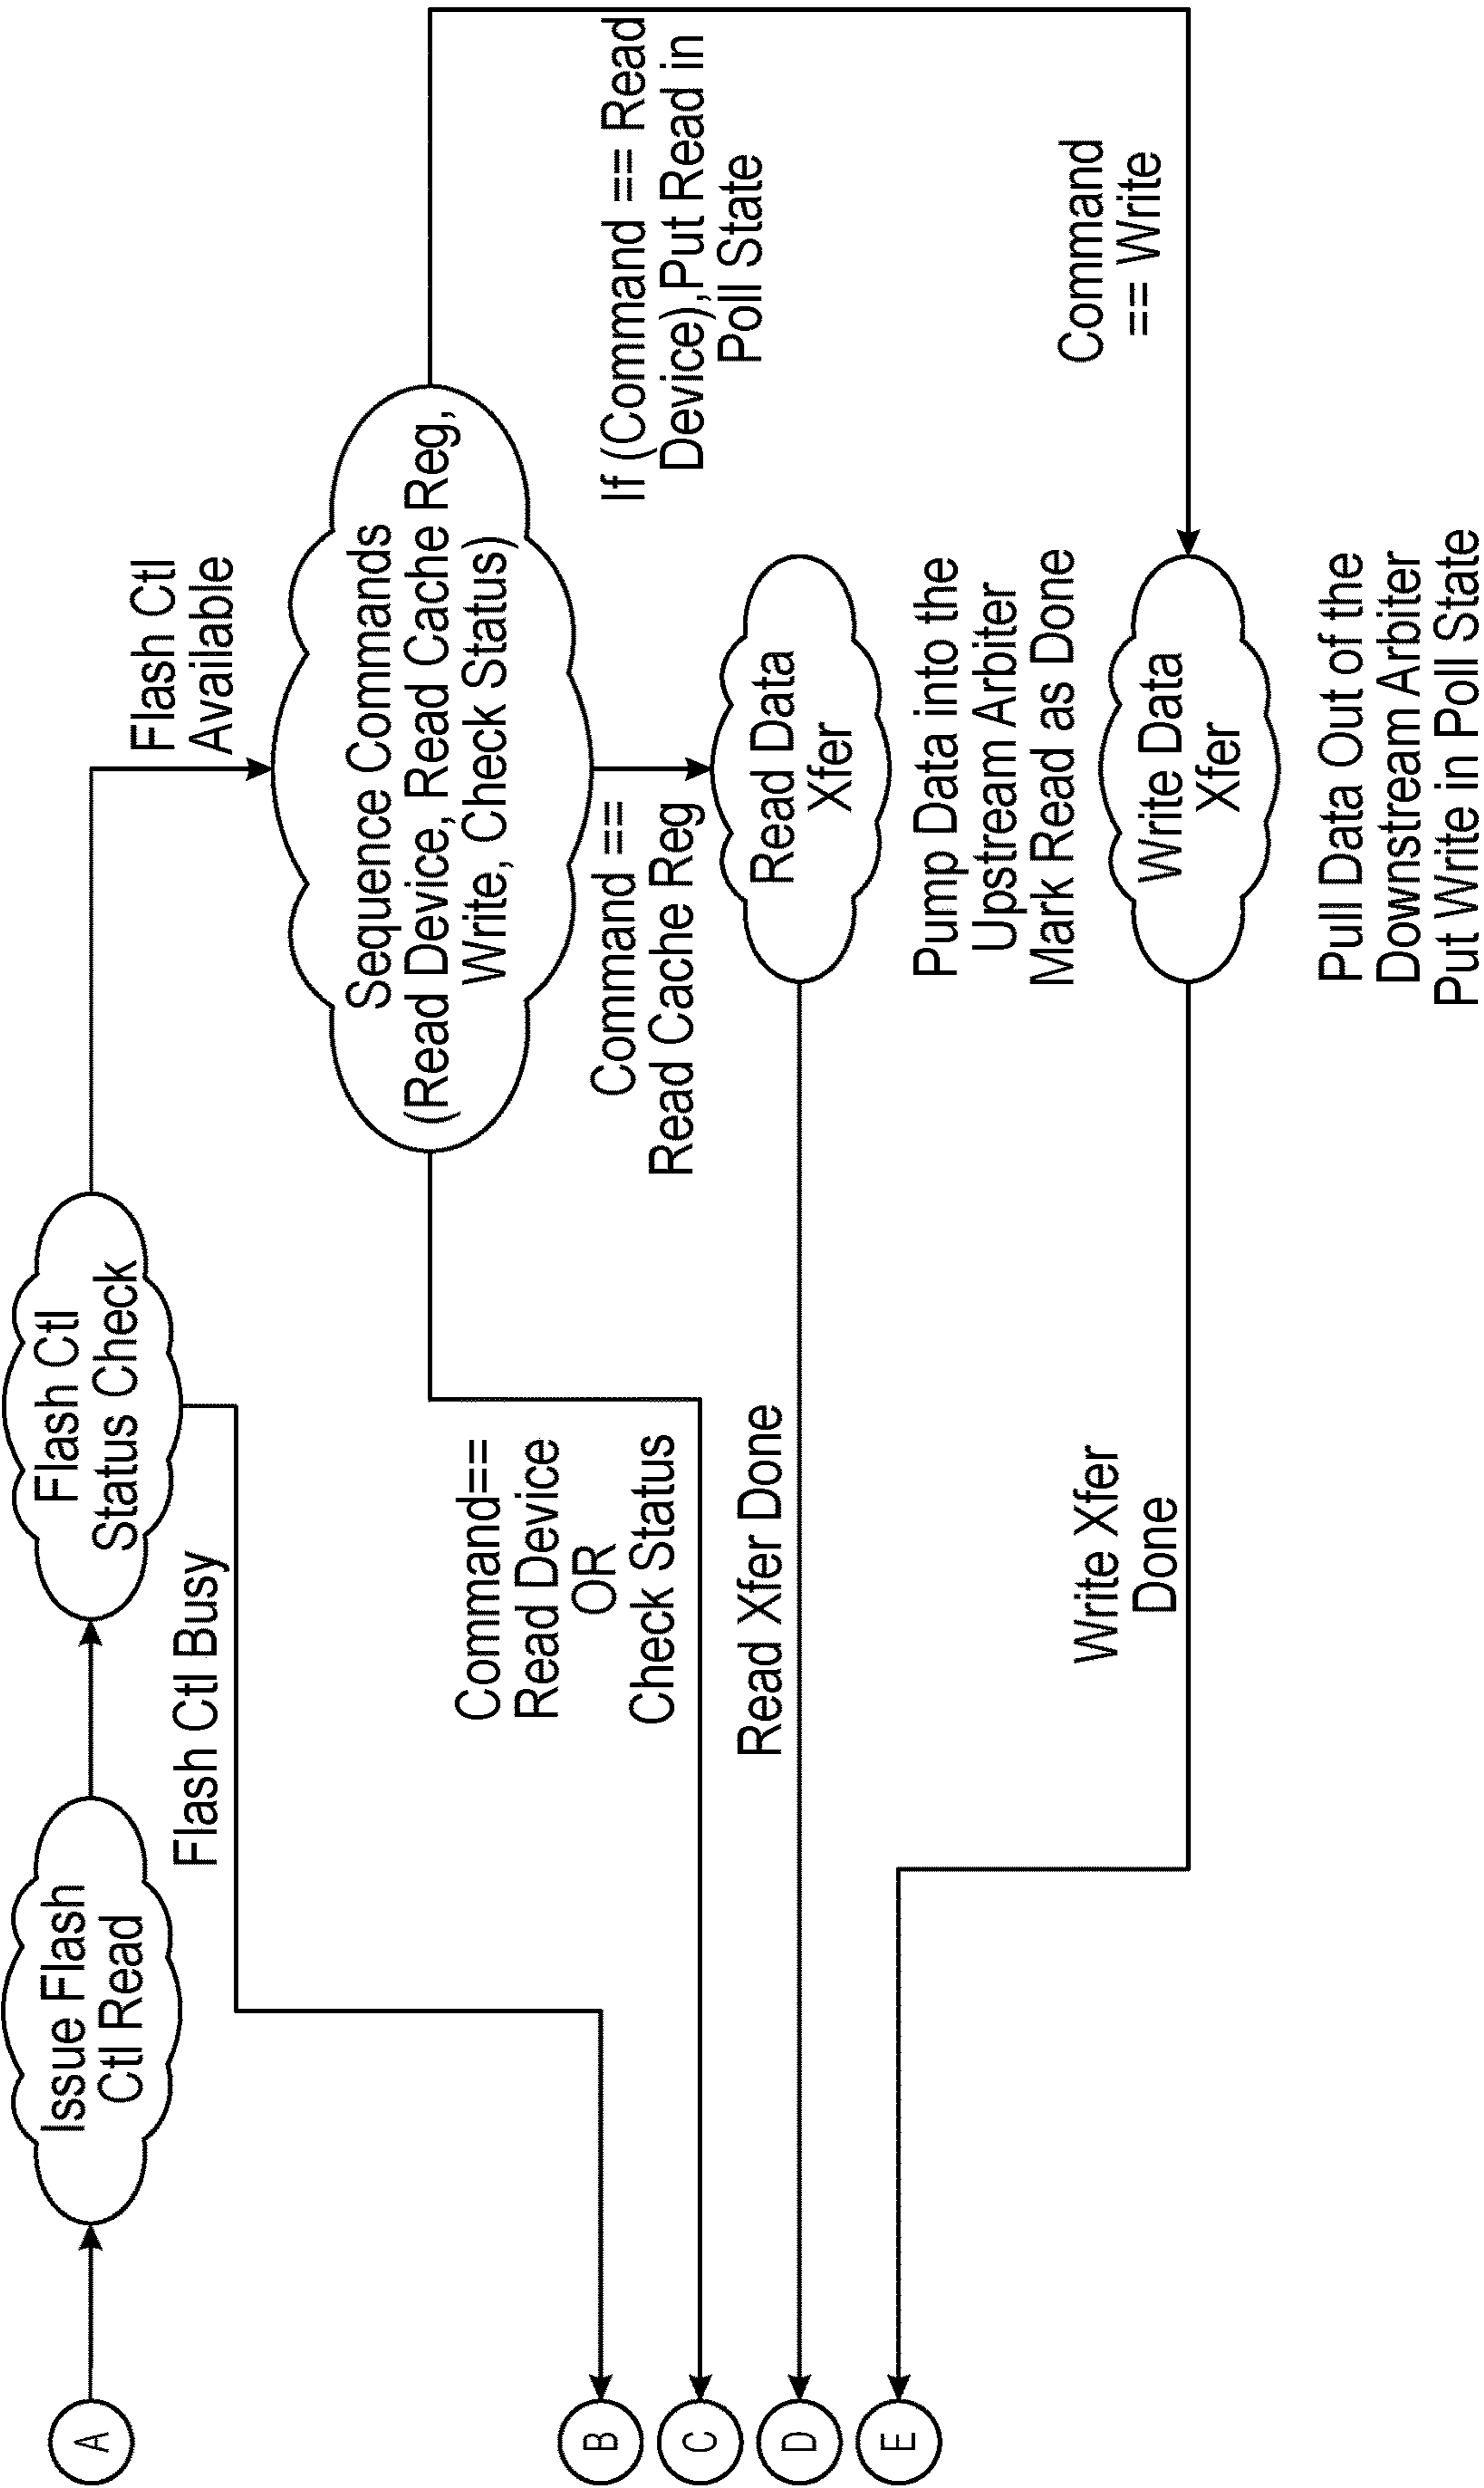 A
Issue Flash
Ctl Read
Flash Ctl
Status Check
Flash Ctl
Available
Flash Ctl Busy
Sequence Commands
(Read Device, Read Cache Reg,
Write, Check Status)
If (Command == Read
Device),Put Read in
Poll State
Command==
Read Device
OR
Check Status
Command ==
Read Cache Reg
B
C
Read Xfer Done
Read Data
Xfer
D
Pump Data into the
Upstream Arbiter
Mark Read as Done
E
Write Xfer
Done
Write Data
Xfer
Command
== Write
Pull Data Out of the
Downstream Arbiter
Put Write in Poll State